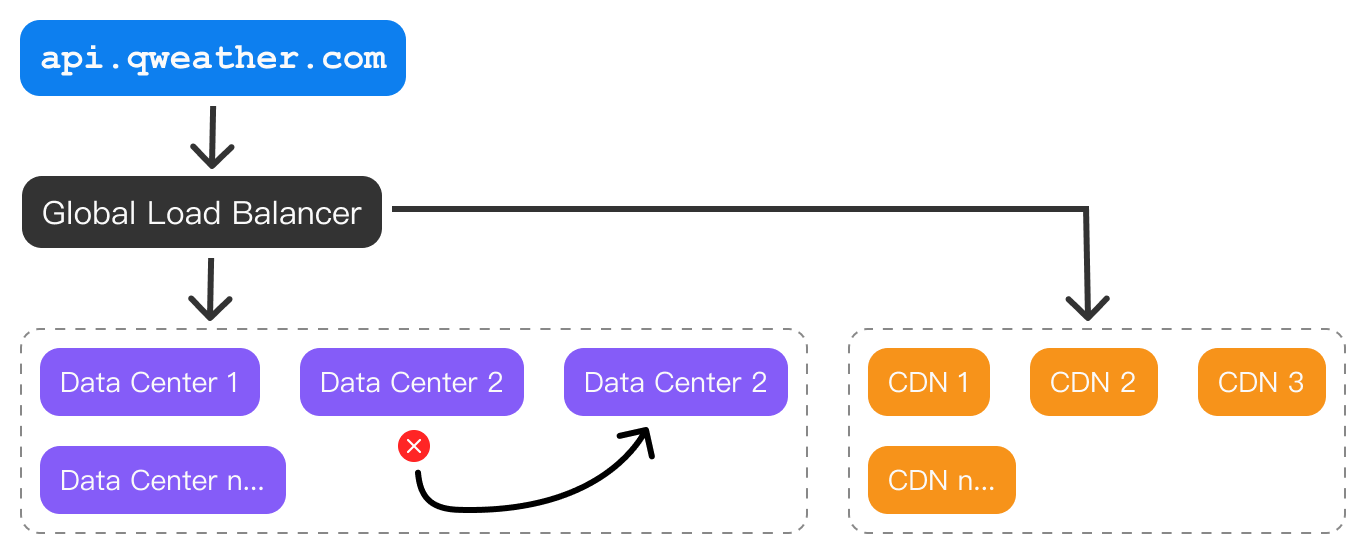 api.qweather.com
Global Load Balancer
Data Center 1
Data Center 2
Data Center 2
Data Center n...
CDN 1
CDN 2
CDN 3
CDN n...